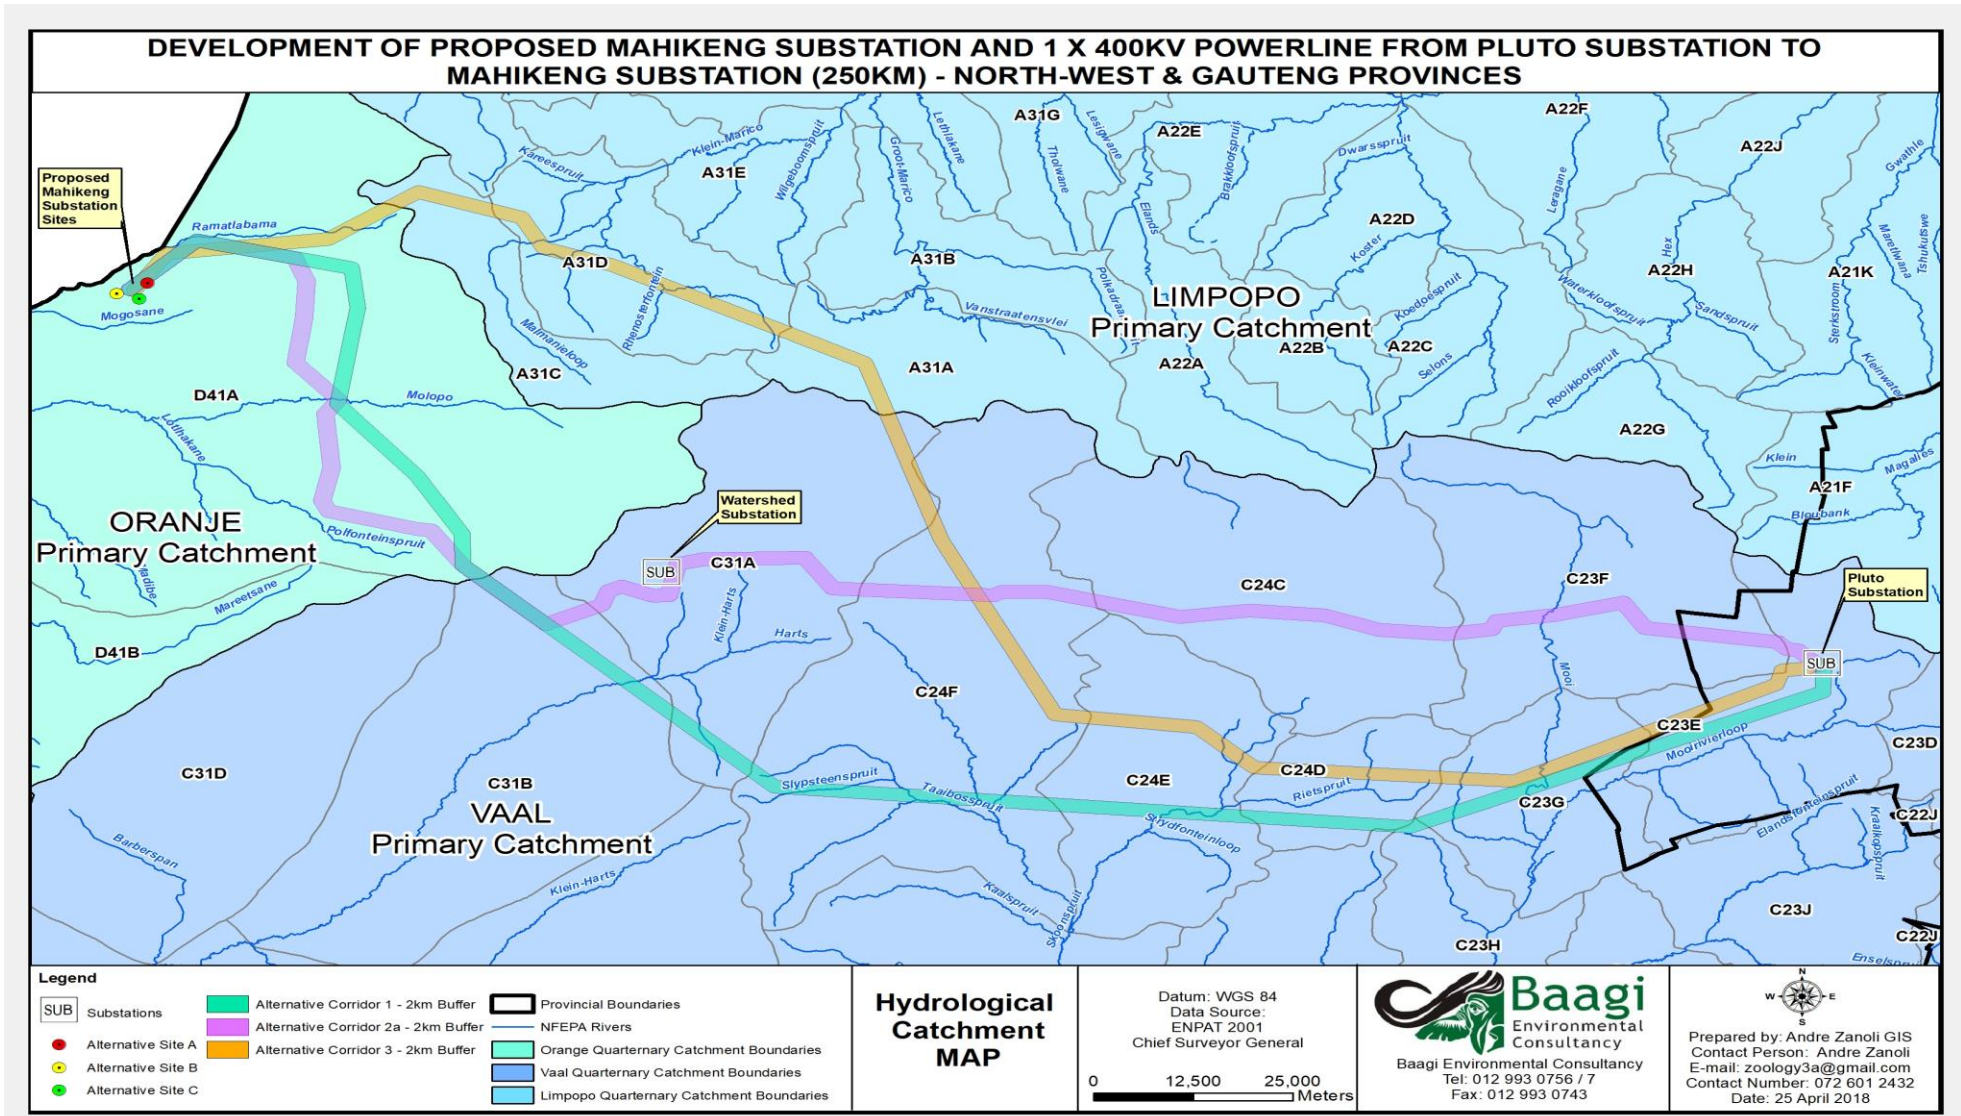 DEVELOPMENT OF PROPOSED MAHIKENG SUBSTATION AND 1 X 400KV POWERLINE FROM PLUTO SUBSTATION TO
MAHIKENG SUBSTATION (250KM) - NORTH-WEST & GAUTENG PROVINCES
Proposed
Mahikeng
Substation
Sites
Ramatlabama
Mogosane
Kareespruit
Klein-Marico
A31E
Wilgeboomspruit
Groot-Marico
Lethlakane
A31G
Tholwane
Lesigwane
A22E
Elands
Brakkloofspruit
Dwarsspruit
A22F
Leragane
A22J
Gwathle
A22D
Koster
Hex
A22H
Maretlwana
Tshukutswe
A21K
Sterkstroom
A31D
Rhenosterfontein
Malmanieloop
A31C
A31B
Vanstraatensvlei
A31A
LIMPOPO
Primary Catchment
A22A
A22B
Koedoespruit
A22C
Selons
Waterkloofspruit
Sandspruit
Rooikloofspruit
Kleinwater
A22G
Klein
Magalies
A21F
Bloubank
D41A
Molopo
Lotlhakane
ORANJE
Primary Catchment
Polfonteinspruit
Madibe
Mareetsane
D41B
Watershed
Substation
SUB
C31A
Klein-Harts
Harts
C24C
C23F
Mooi
Pluto
Substation
SUB
C24F
C23E
Mooirivierloop
C23D
C31D
C31B
VAAL
Primary Catchment
Slypsteenspruit
Taaibosspruit
C24E
C24D
Rietspruit
Strydfonteinloop
C23G
Elandsfonteinspruit
Kraalkopspruit
C22J
Barberspan
Klein-Harts
Kaalspruit
Skoonspruit
C23H
C23J
C22J
Legend
SUB Substations
Alternative Site A
Alternative Site B
Alternative Site C
Alternative Corridor 1 - 2km Buffer
Alternative Corridor 2a - 2km Buffer
Alternative Corridor 3 - 2km Buffer
Provincial Boundaries
NFEPA Rivers
Orange Quarternary Catchment Boundaries
Vaal Quarternary Catchment Boundaries
Limpopo Quarternary Catchment Boundaries
Hydrological
Catchment
MAP
Datum: WGS 84
Data Source:
ENPAT 2001
Chief Surveyor General
0 12,500 25,000
Meters
Baagi
Environmental
Consultancy
Baagi Environmental Consultancy
Tel: 012 993 0756 / 7
Fax: 012 993 0743
N
W E
S
Prepared by: Andre Zanoli GIS
Contact Person: Andre Zanoli
E-mail: zoology3a@gmail.com
Contact Number: 072 601 2432
Date: 25 April 2018